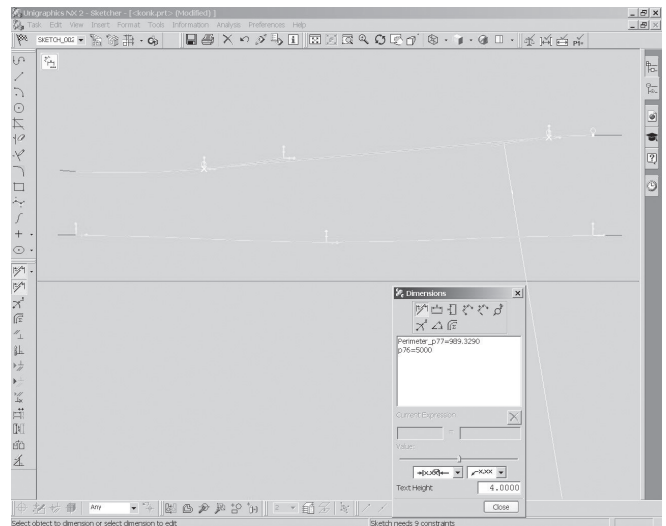 Unigraphics NX 2 - Sketcher - [<konk.prt> (Modified) ]
Task Edit View Insert Format Tools Information Analysis Preferences Help
SKETCH_002
Dimensions
Perimeter_p77=989.3290
p76=5000
Current Expression
=
Value
Text Height
4.0000
Close
Any
2
Select object to dimension or select dimension to edit
Sketch needs 9 constraints